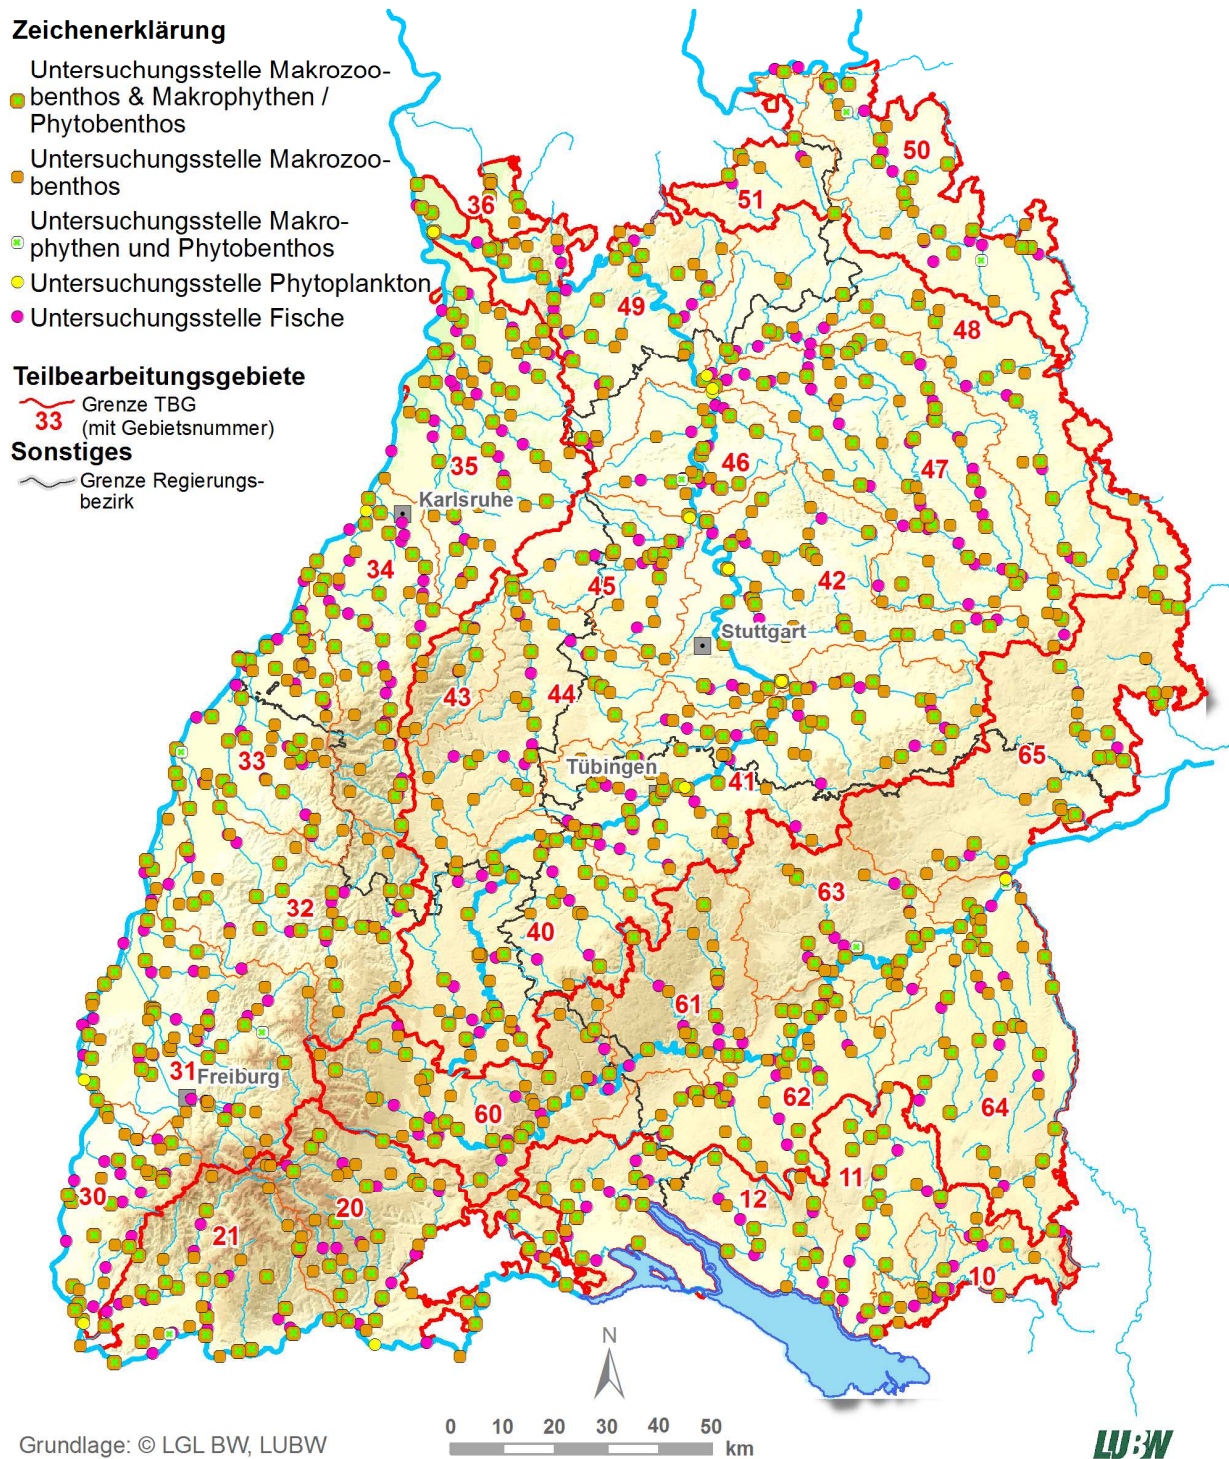 Zeichenerklärung
Untersuchungsstelle Makrozoo-
benthos & Makrophythen /
Phytobenthos
Untersuchungsstelle Makrozoo-
benthos
Untersuchungsstelle Makro-
phythen und Phytobenthos
Untersuchungsstelle Phytoplankton
Untersuchungsstelle Fische
Teilbearbeitungsgebiete
Grenze TBG
33
(mit Gebietsnummer)
Sonstiges
Grenze Regierungs-
bezirk
50
36
51
49
48
46
35
47
Karlsruhe
34
45
42
Stuttgart
43
44
33
Tübingen
41
65
63
32
40
61
31
Freiburg
60
62
64
11
30
20
12
21
10
N
0 10 20 30 40 50
km
Grundlage: © LGL BW, LUBW
LUBW